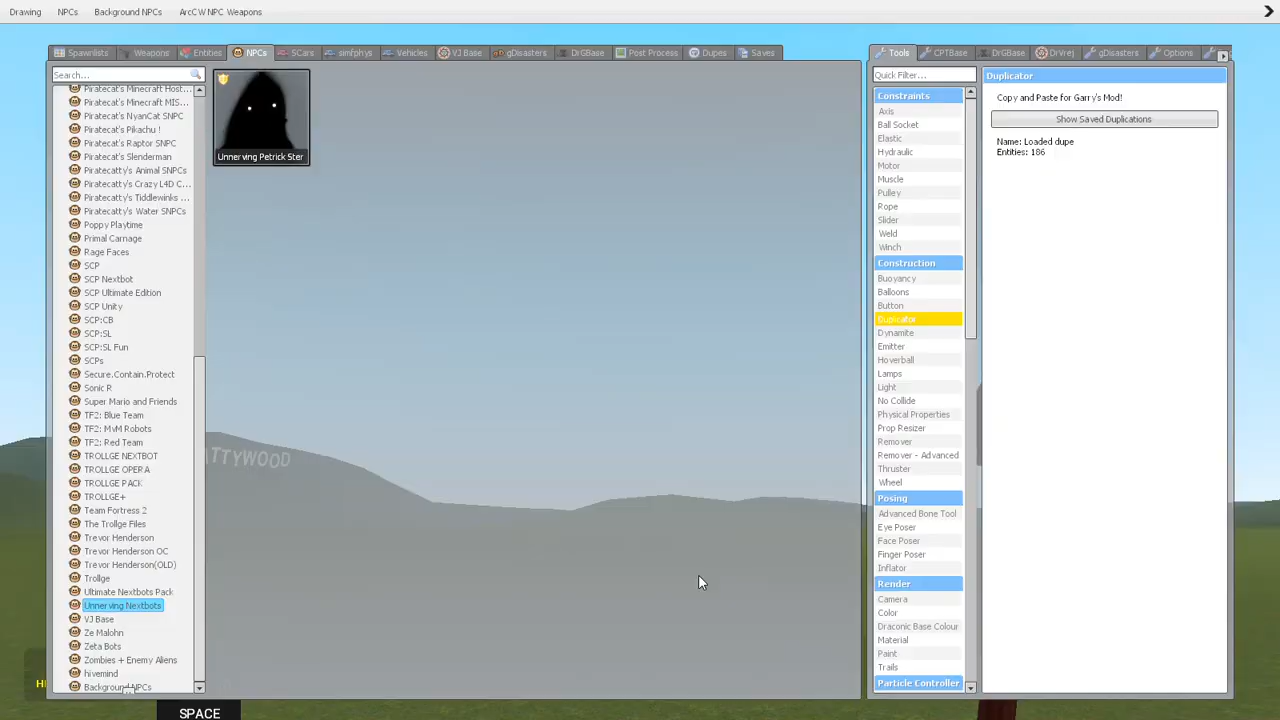 Drawing NPCs Background NPCs ArcCW NPC Weapons
Spawnlists Weapons Entities NPCs SCars simfphys Vehicles VJ Base gDisasters DrGBase Post Process Dupes Saves
Search...
Piratecat's Minecraft Host...
Piratecat's Minecraft MIS...
Piratecat's NyanCat SNPC
Piratecat's Pikachu !
Piratecat's Raptor SNPC
Piratecat's Slenderman
Piratecatty's Animal SNPCs
Piratecatty's Crazy L4D C...
Piratecatty's Tiddlewinks ...
Piratecatty's Water SNPCs
Poppy Playtime
Primal Carnage
Rage Faces
SCP
SCP Nextbot
SCP Ultimate Edition
SCP Unity
SCP:CB
SCP:SL
SCP:SL Fun
SCPs
Secure.Contain.Protect
Sonic R
Super Mario and Friends
TF2: Blue Team
TF2: MvM Robots
TF2: Red Team
TROLLGE NEXTBOT
TROLLGE OPERA
TROLLGE PACK
TROLLGE+
Team Fortress 2
The Trollge Files
Trevor Henderson
Trevor Henderson OC
Trevor Henderson(OLD)
Trollge
Ultimate Nextbots Pack
Unnerving Nextbots
VJ Base
Ze Malohn
Zeta Bots
Zombies + Enemy Aliens
hivemind
Background NPCs
Unnerving Petrick Ster
ATTYWOOD
Tools CPTBase DrGBase DrVrej gDisasters Options
Quick Filter...
Constraints
Axis
Ball Socket
Elastic
Hydraulic
Motor
Muscle
Pulley
Rope
Slider
Weld
Winch
Construction
Buoyancy
Balloons
Button
Duplicator
Dynamite
Emitter
Hoverball
Lamps
Light
No Collide
Physical Properties
Prop Resizer
Remover
Remover - Advanced
Thruster
Wheel
Posing
Advanced Bone Tool
Eye Poser
Face Poser
Finger Poser
Inflator
Render
Camera
Color
Draconic Base Colour
Material
Paint
Trails
Particle Controller
Duplicator
Copy and Paste for Garry's Mod!
Show Saved Duplications
Name: Loaded dupe
Entities: 186
SPACE